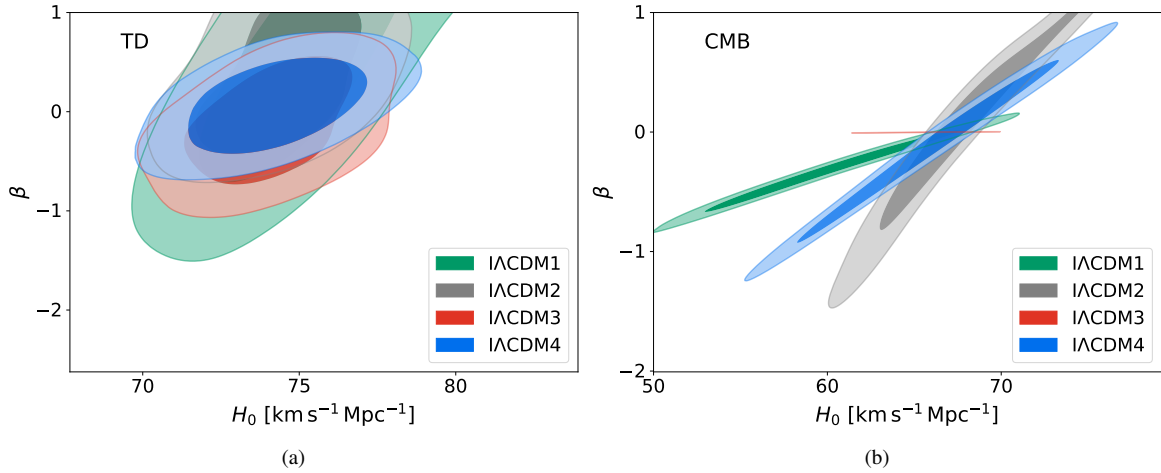 TD
1
0
−1
−2
β
70
75
80
H₀ [km s⁻¹ Mpc⁻¹]
IΛCDM1
IΛCDM2
IΛCDM3
IΛCDM4
(a)
CMB
1
0
−1
−2
β
50
60
70
H₀ [km s⁻¹ Mpc⁻¹]
IΛCDM1
IΛCDM2
IΛCDM3
IΛCDM4
(b)